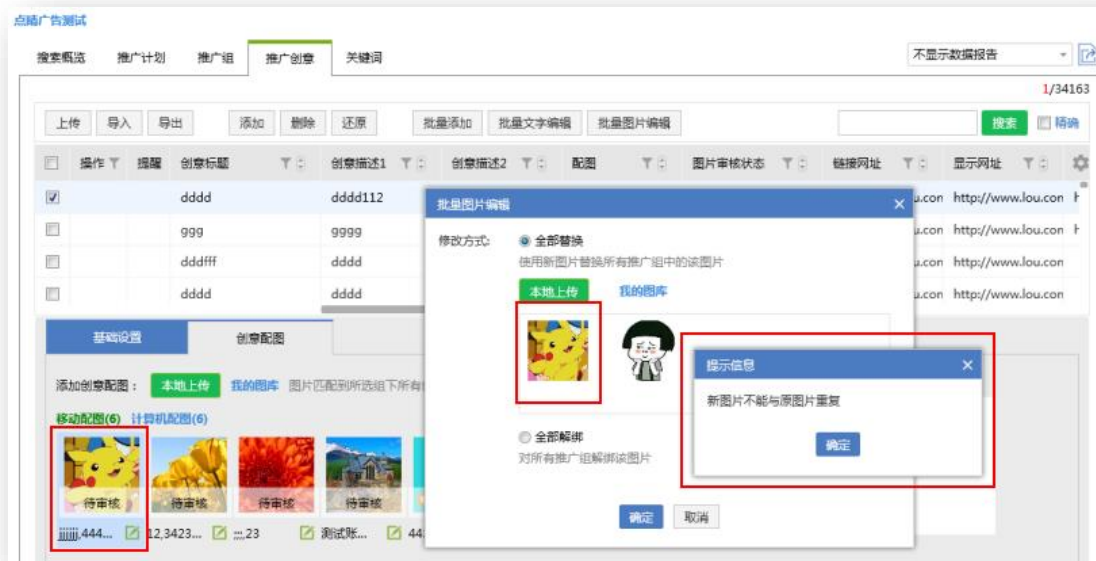 点睛广告测试
搜索概览 推广计划 推广组 推广创意 关键词 不显示数据报告
1/34163
上传 导入 导出 添加 删除 还原 批量添加 批量文字编辑 批量图片编辑 搜索 精确
操作 提醒 创意标题 创意描述1 创意描述2 配图 图片审核状态 链接网址 显示网址
dddd dddd112 u.con http://www.lou.con
ggg 9999 u.con http://www.lou.con
dddfff dddd u.con http://www.lou.con
dddd dddd u.con http://www.lou.con
批量图片编辑
修改方式: 全部替换
使用新图片替换所有推广组中的该图片
本地上传 我的图库
全部解绑
对所有推广组解绑该图片
确定 取消
提示信息
新图片不能与原图片重复
确定
基础设置 创意配图
添加创意配图: 本地上传 我的图库 图片匹配到所选组下所有
移动配图(6) 计算机配图(6)
待审核 待审核 待审核 待审核
jjjjjj,444... 12,3423... ;;;;,23 测试账... 44